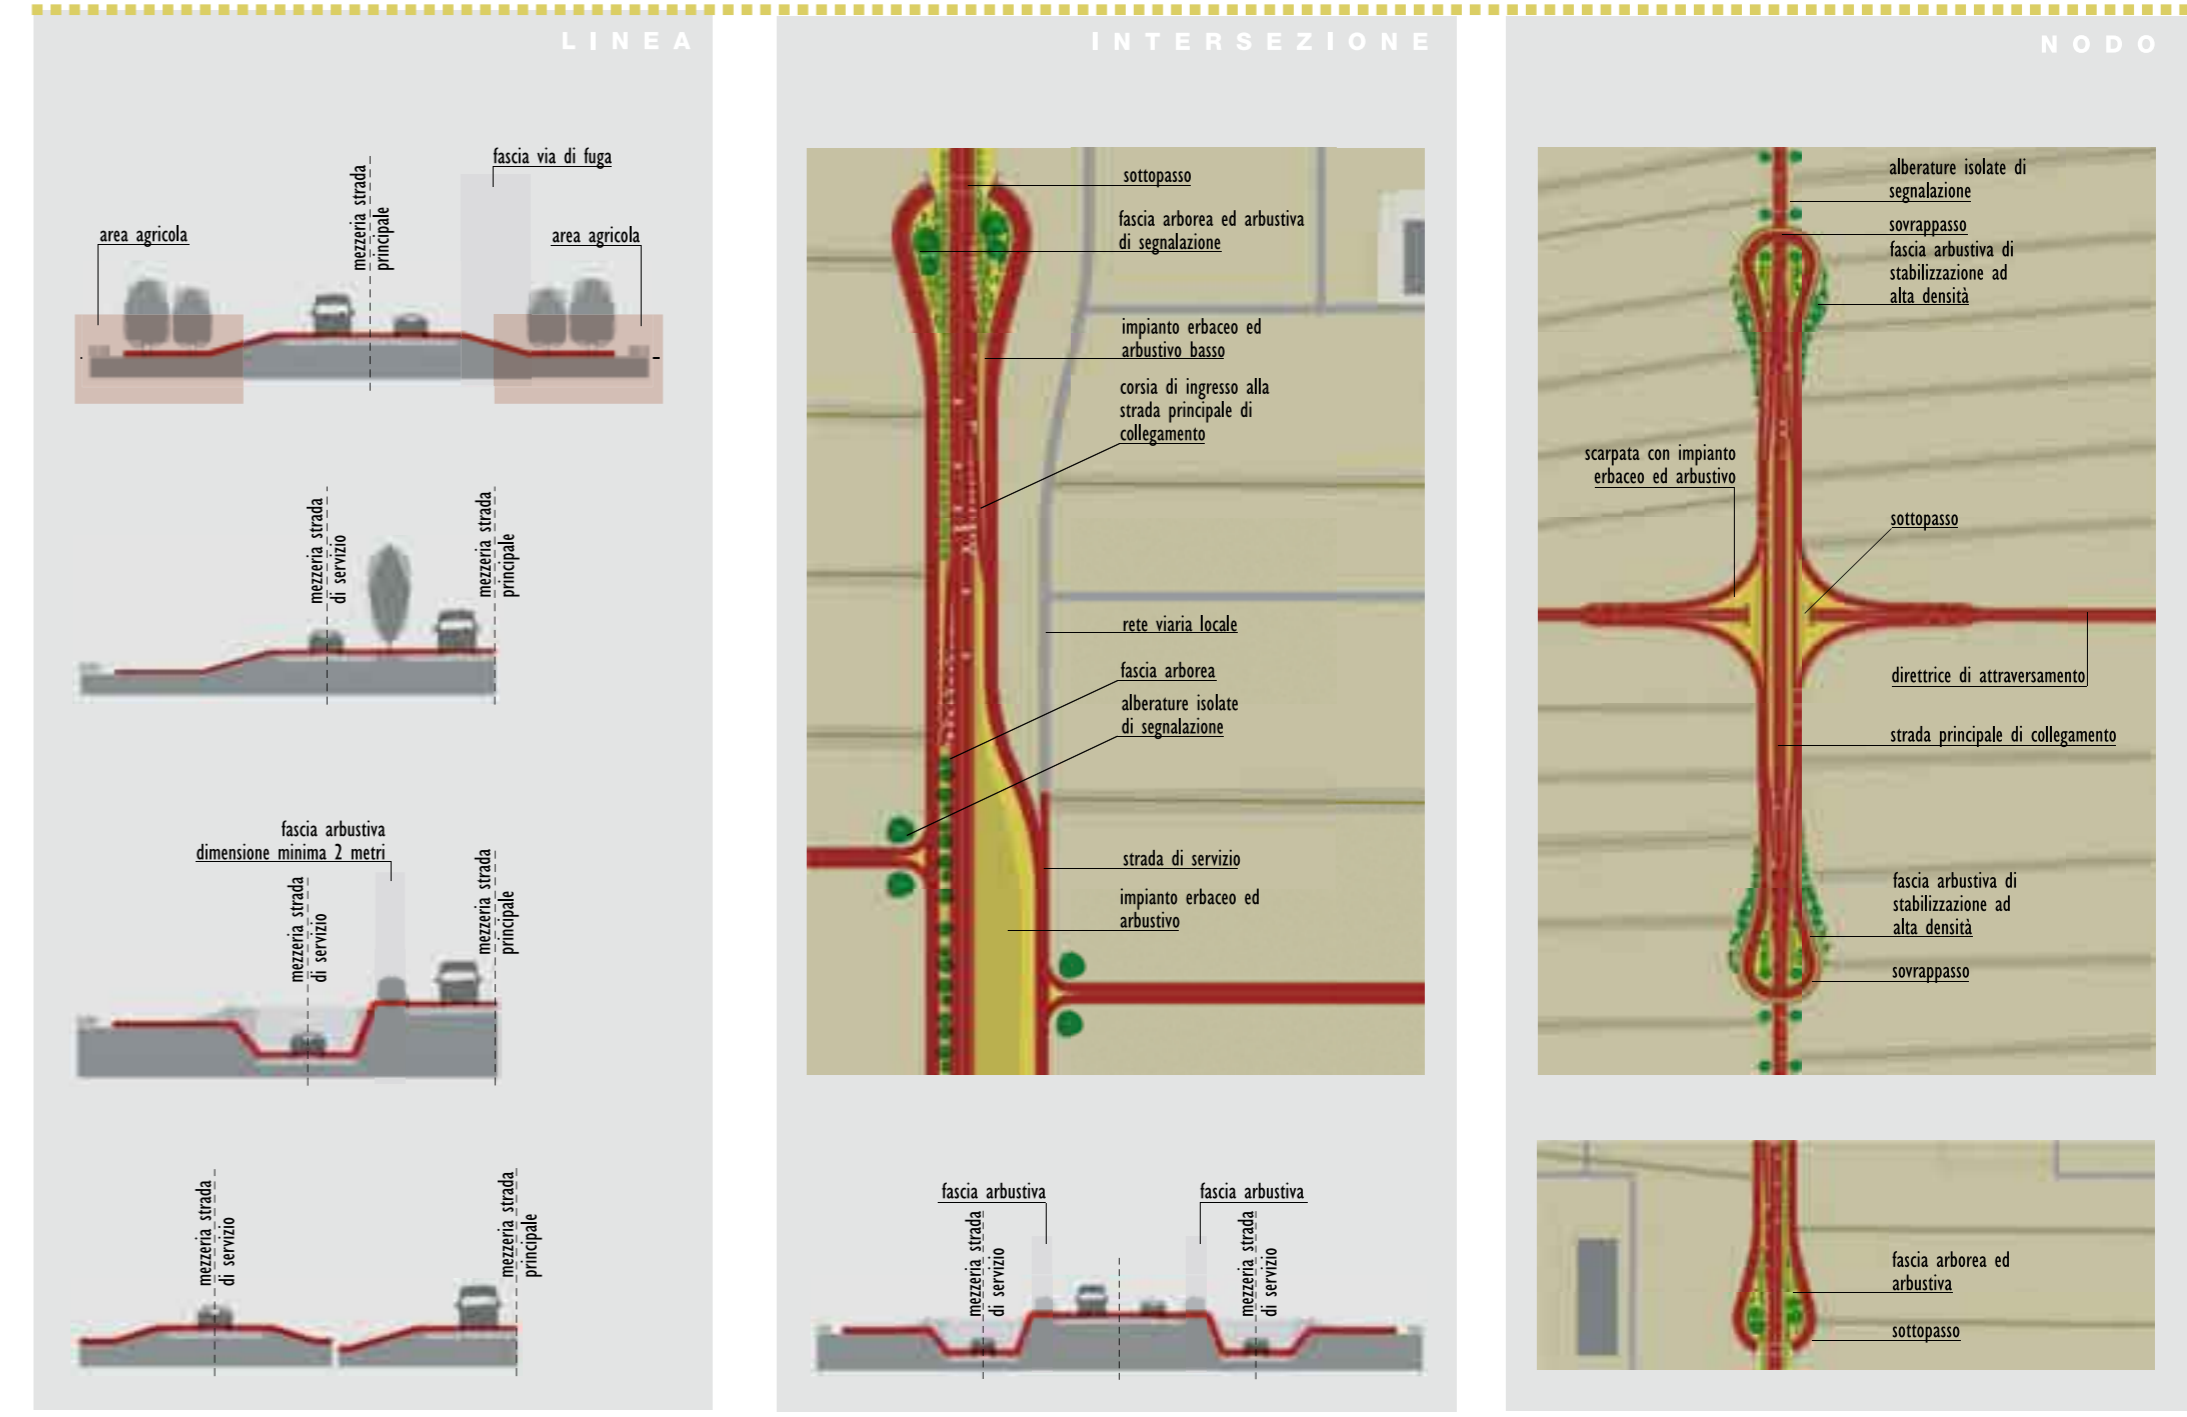 LINEA
fascia via di fuga
mezzeria strada
principale
area agricola
area agricola
mezzeria strada
di servizio
mezzeria strada
principale
fascia arbustiva
dimensione minima 2 metri
mezzeria strada
di servizio
mezzeria strada
principale
mezzeria strada
di servizio
mezzeria strada
principale
INTERSEZIONE
sottopasso
fascia arborea ed arbustiva
di segnalazione
impianto erbaceo ed
arbustivo basso
corsia di ingresso alla
strada principale di
collegamento
rete viaria locale
fascia arborea
alberature isolate
di segnalazione
strada di servizio
impianto erbaceo ed
arbustivo
fascia arbustiva
fascia arbustiva
mezzeria strada
di servizio
mezzeria strada
di servizio
NODO
alberature isolate di
segnalazione
sovrappasso
fascia arbustiva di
stabilizzazione ad
alta densità
scarpata con impianto
erbaceo ed arbustivo
sottopasso
direttrice di attraversamento
strada principale di collegamento
fascia arbustiva di
stabilizzazione ad
alta densità
sovrappasso
fascia arborea ed
arbustiva
sottopasso